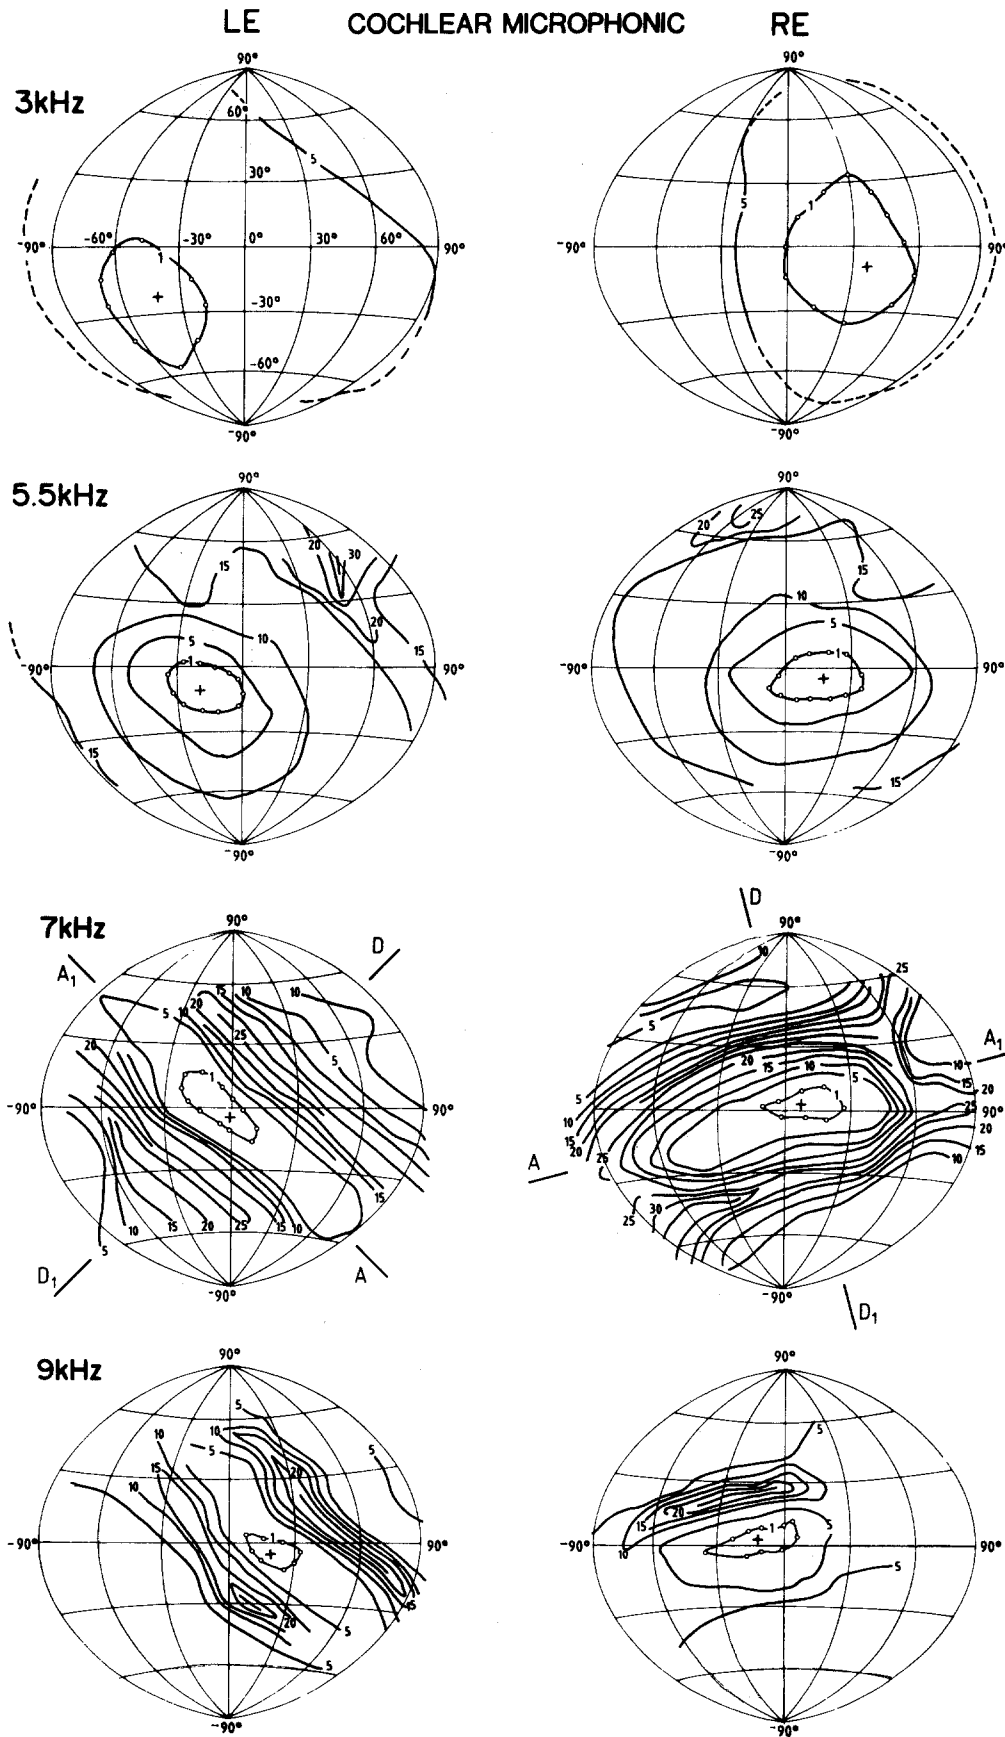 LE COCHLEAR MICROPHONIC RE
3kHz
90° 90°
60°
5
30°
5 1
-90° -60° -30° 0° 30° 60° 90° -90° 90°
1
-30°
-60°
-90° -90°
5.5kHz
90° 90°
20 30 20 25
15 15
10
5 10 20 5
-90° 1 15 90° -90° 1 90°
15 15
-90° -90°
7kHz
90° D 90°
D
A₁ 10 25
15 10 10
5 20 5
10 25 A₁
20 5 20 15 10 5 10
1 15
-90° 90° -90° 1 20
10 5 90°
10 15 25
15 20 20
20 A 25 15
15 10
5 10 15 20 25 15 10 25 30
D₁ A
-90° -90°
D₁
9kHz
90° 90°
5
10 10 5
15 5
10 20
20
5 15 5
-90° 1 90° -90° 10 1 90°
5
15
20
5
5
-90° -90°